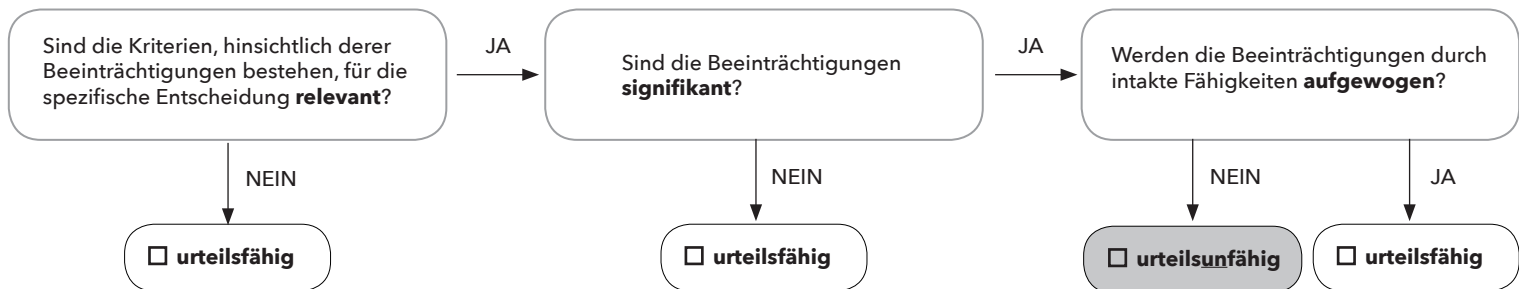 Sind die Kriterien, hinsichtlich derer
Beeinträchtigungen bestehen, für die
spezifische Entscheidung relevant?
JA
Sind die Beeinträchtigungen
signifikant?
JA
Werden die Beeinträchtigungen durch
intakte Fähigkeiten aufgewogen?
NEIN
NEIN
NEIN
JA
☐ urteilsfähig
☐ urteilsfähig
☐ urteilsunfähig
☐ urteilsfähig